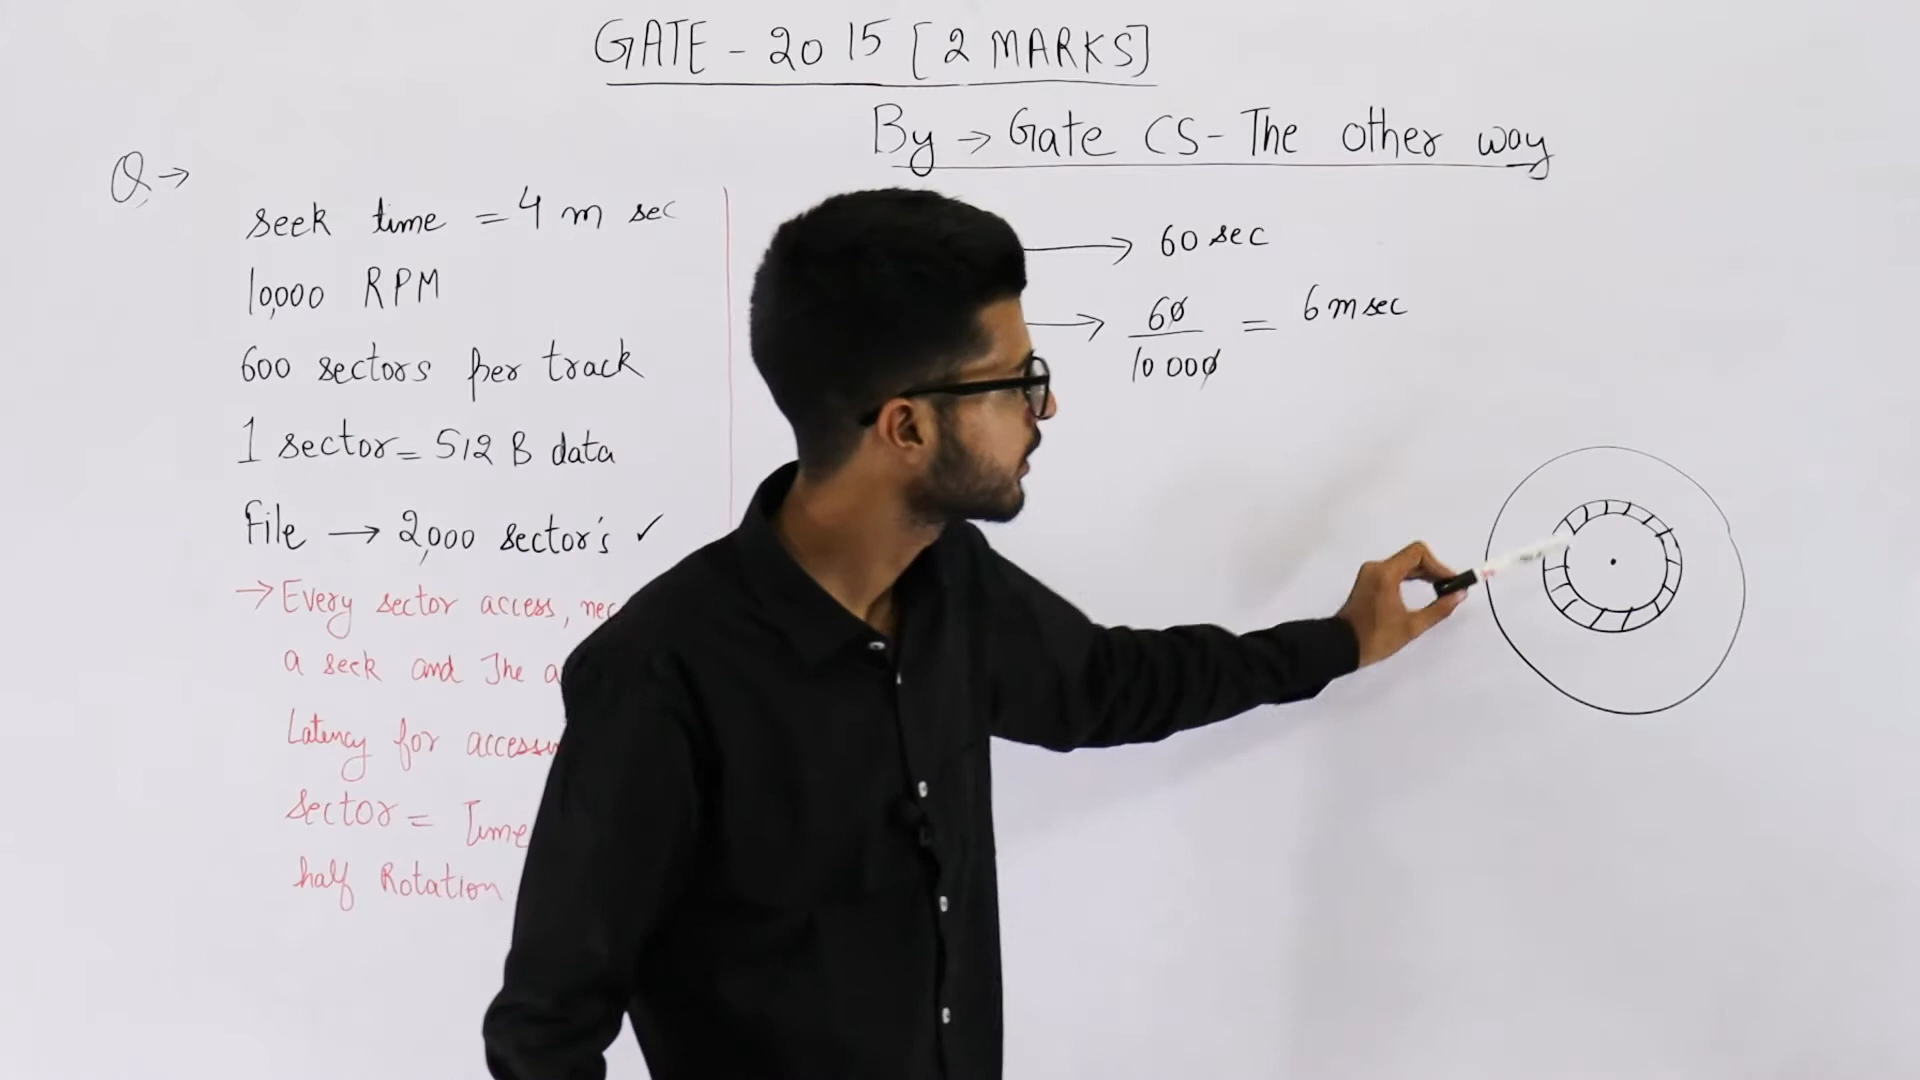 GATE - 2015 [2 MARKS]
By → Gate CS - The other way
Q →
seek time = 4 m sec
10,000 RPM
600 sectors per track
1 sector = 512 B data
File → 2,000 sector's ✓
→ Every sector access,
a seek and The
Latency for
sector = Time
half Rotation
→ 60 sec
→ 60/10000 = 6 m sec